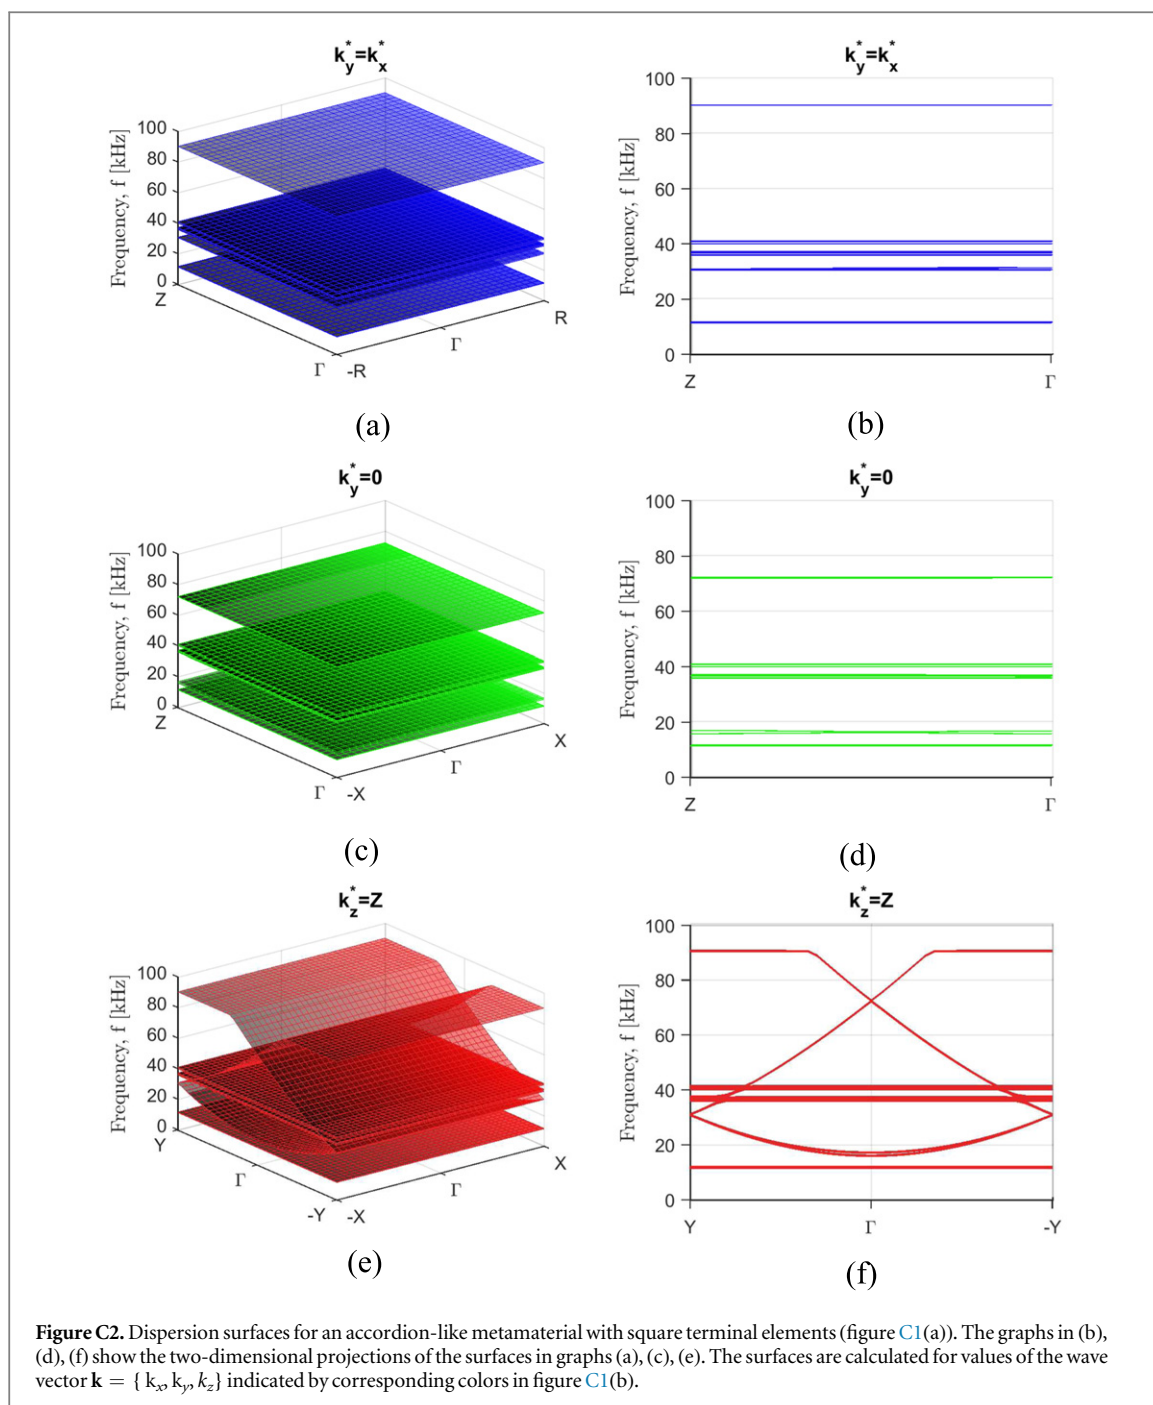 k*y=k*x
Frequency, f [kHz]
100
80
60
40
20
0
Z
Γ
-R
Γ
R
(a)
k*y=k*x
Frequency, f [kHz]
100
80
60
40
20
0
Z
Γ
(b)
k*y=0
Frequency, f [kHz]
100
80
60
40
20
0
Z
Γ
-X
Γ
X
(c)
k*y=0
Frequency, f [kHz]
100
80
60
40
20
0
Z
Γ
(d)
k*z=Z
Frequency, f [kHz]
100
80
60
40
20
0
Y
Γ
-Y
-X
Γ
X
(e)
k*z=Z
Frequency, f [kHz]
100
80
60
40
20
0
Y
Γ
-Y
(f)
Figure C2. Dispersion surfaces for an accordion-like metamaterial with square terminal elements (figure C1(a)). The graphs in (b),
(d), (f) show the two-dimensional projections of the surfaces in graphs (a), (c), (e). The surfaces are calculated for values of the wave
vector k = { kx, ky, kz} indicated by corresponding colors in figure C1(b).